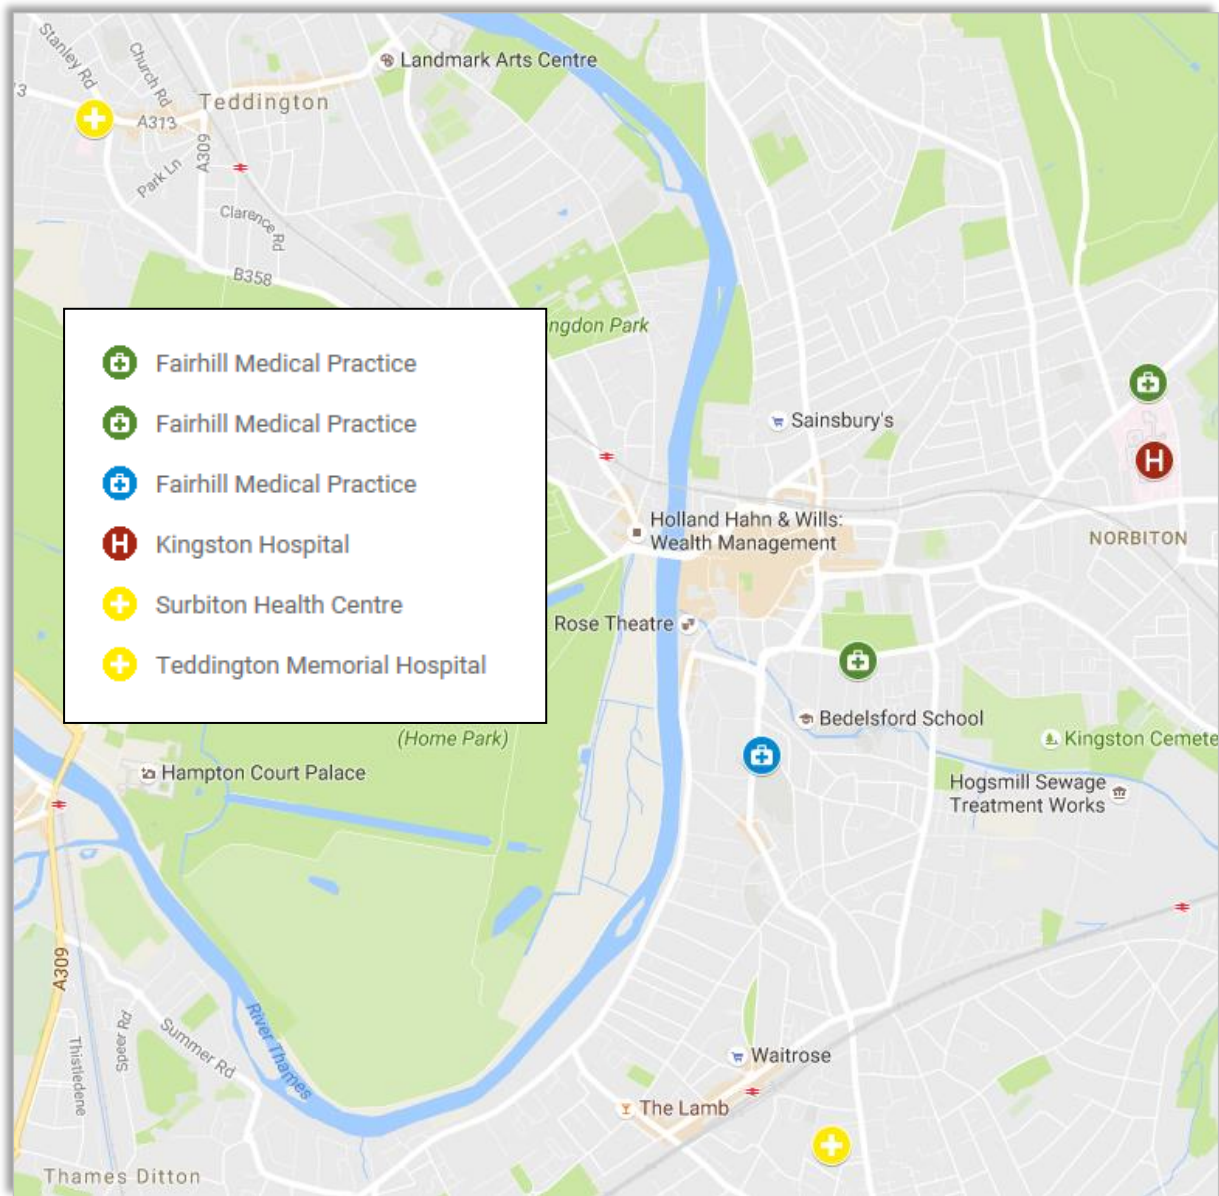 Landmark Arts Centre
Stanley Rd
Church Rd
Teddington
A313
A309
Park Ln
Clarence Rd
B358
ngdon Park
Fairhill Medical Practice
Fairhill Medical Practice
Fairhill Medical Practice
H Kingston Hospital
Surbiton Health Centre
Teddington Memorial Hospital
Sainsbury's
H
Holland Hahn & Wills:
Wealth Management
NORBITON
Rose Theatre
Bedelsford School
(Home Park)
Kingston Cemete
Hampton Court Palace
Hogsmill Sewage
Treatment Works
A309
River Thames
Speer Rd
Summer Rd
Thistledene
Waitrose
The Lamb
Thames Ditton